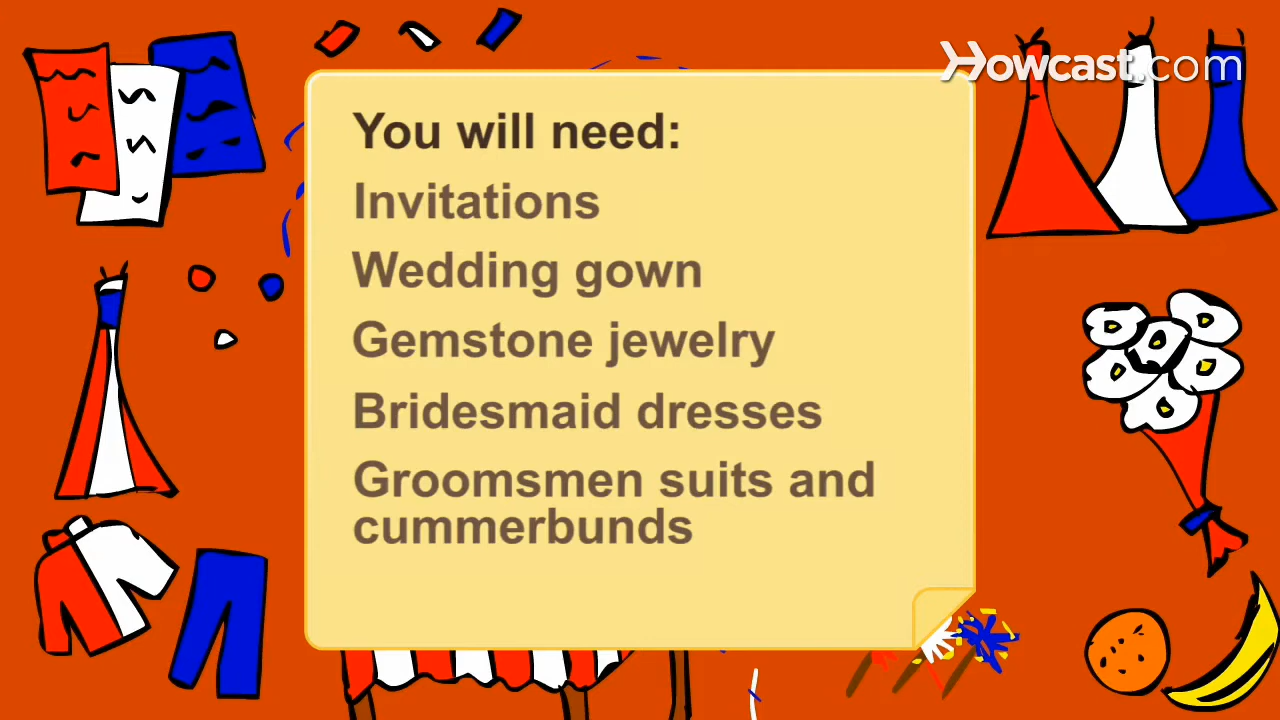 Howcast.com
You will need:
Invitations
Wedding gown
Gemstone jewelry
Bridesmaid dresses
Groomsmen suits and
cummerbunds